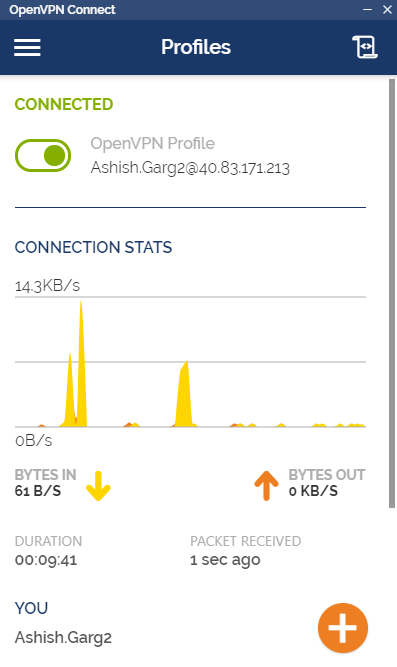 OpenVPN Connect
Profiles
CONNECTED
OpenVPN Profile
Ashish.Garg2@40.83.171.213
CONNECTION STATS
14.3KB/s
0B/s
BYTES IN
61 B/S
BYTES OUT
0 KB/S
DURATION
00:09:41
PACKET RECEIVED
1 sec ago
YOU
Ashish.Garg2